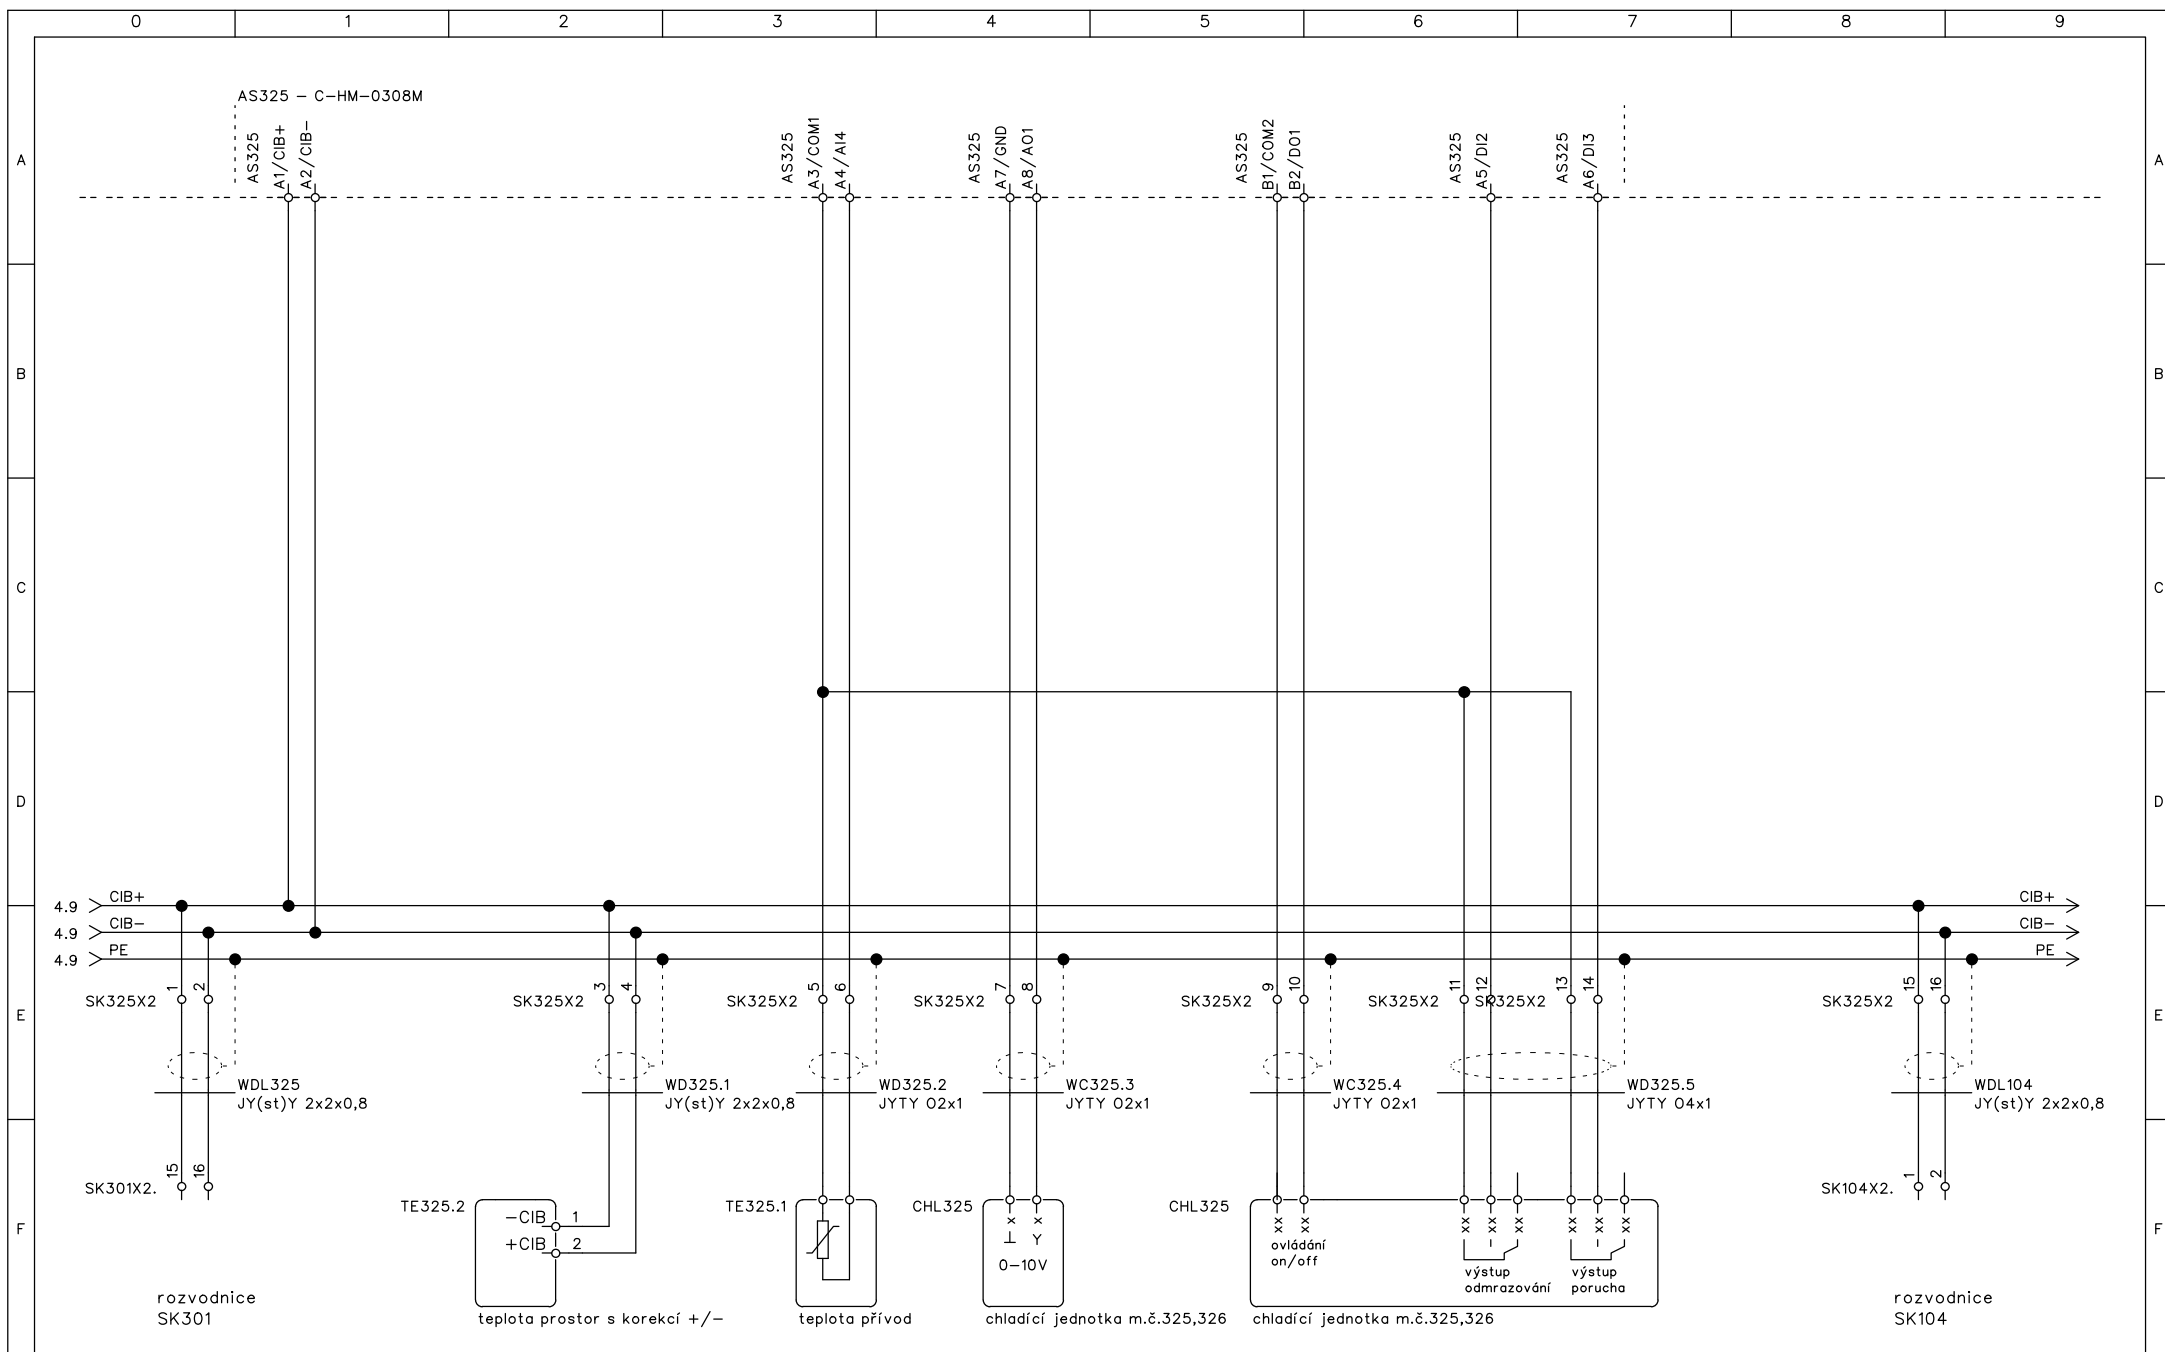 0 1 2 3 4 5 6 7 8 9
AS325 - C-HM-0308M
AS325
A1/CIB+
A2/CIB-
AS325
A3/COM1
A4/AI4
AS325
A7/GND
A8/AO1
AS325
B1/COM2
B2/DO1
AS325
A5/DI2
AS325
A6/DI3
A A
B B
C C
D D
4.9 CIB+ CIB+
4.9 CIB- CIB-
4.9 PE PE
SK325X2 1 2
SK325X2 3 4
SK325X2 5 6
SK325X2 7 8
SK325X2 9 10
SK325X2 11 12
SK325X2 13 14
SK325X2 15 16
E E
WDL325
JY(st)Y 2x2x0,8
WD325.1
JY(st)Y 2x2x0,8
WD325.2
JYTY O2x1
WC325.3
JYTY O2x1
WC325.4
JYTY O2x1
WD325.5
JYTY O4x1
WDL104
JY(st)Y 2x2x0,8
SK301X2. 15 16
SK104X2. 1 2
TE325.2
-CIB 1
+CIB 2
TE325.1
CHL325
x x
⊥ Y
0-10V
CHL325
xx xx xx xx xx xx xx xx
ovládání
on/off
výstup
odmrazování
výstup
porucha
F F
rozvodnice
SK301
teplota prostor s korekcí +/-
teplota přívod
chladící jednotka m.č.325,326
chladící jednotka m.č.325,326
rozvodnice
SK104